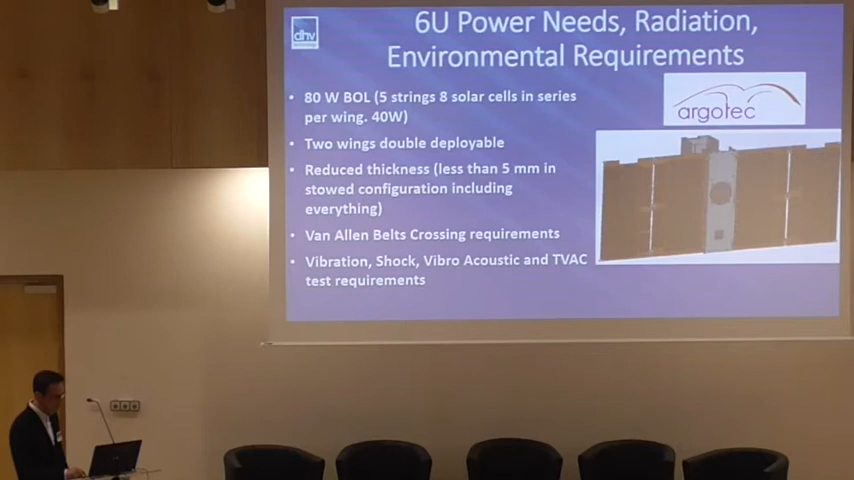 dhv
6U Power Needs, Radiation,
Environmental Requirements
argotec
• 80 W BOL (5 strings 8 solar cells in series
per wing. 40W)
• Two wings double deployable
• Reduced thickness (less than 5 mm in
stowed configuration including
everything)
• Van Allen Belts Crossing requirements
• Vibration, Shock, Vibro Acoustic and TVAC
test requirements